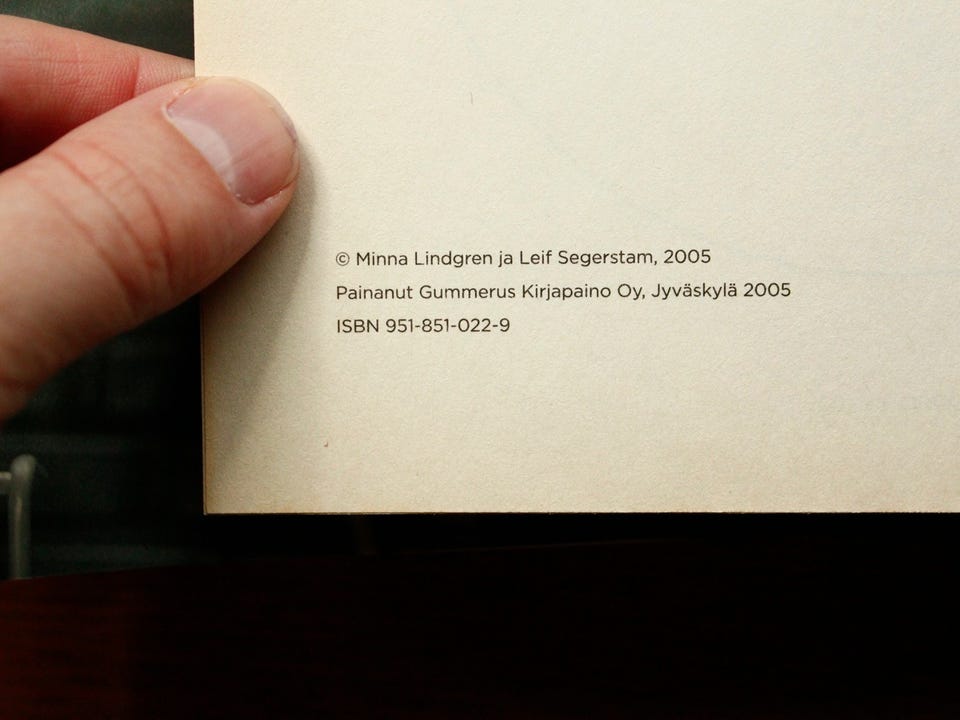 © Minna Lindgren ja Leif Segerstam, 2005
Painanut Gummerus Kirjapaino Oy, Jyväskylä 2005
ISBN 951-851-022-9